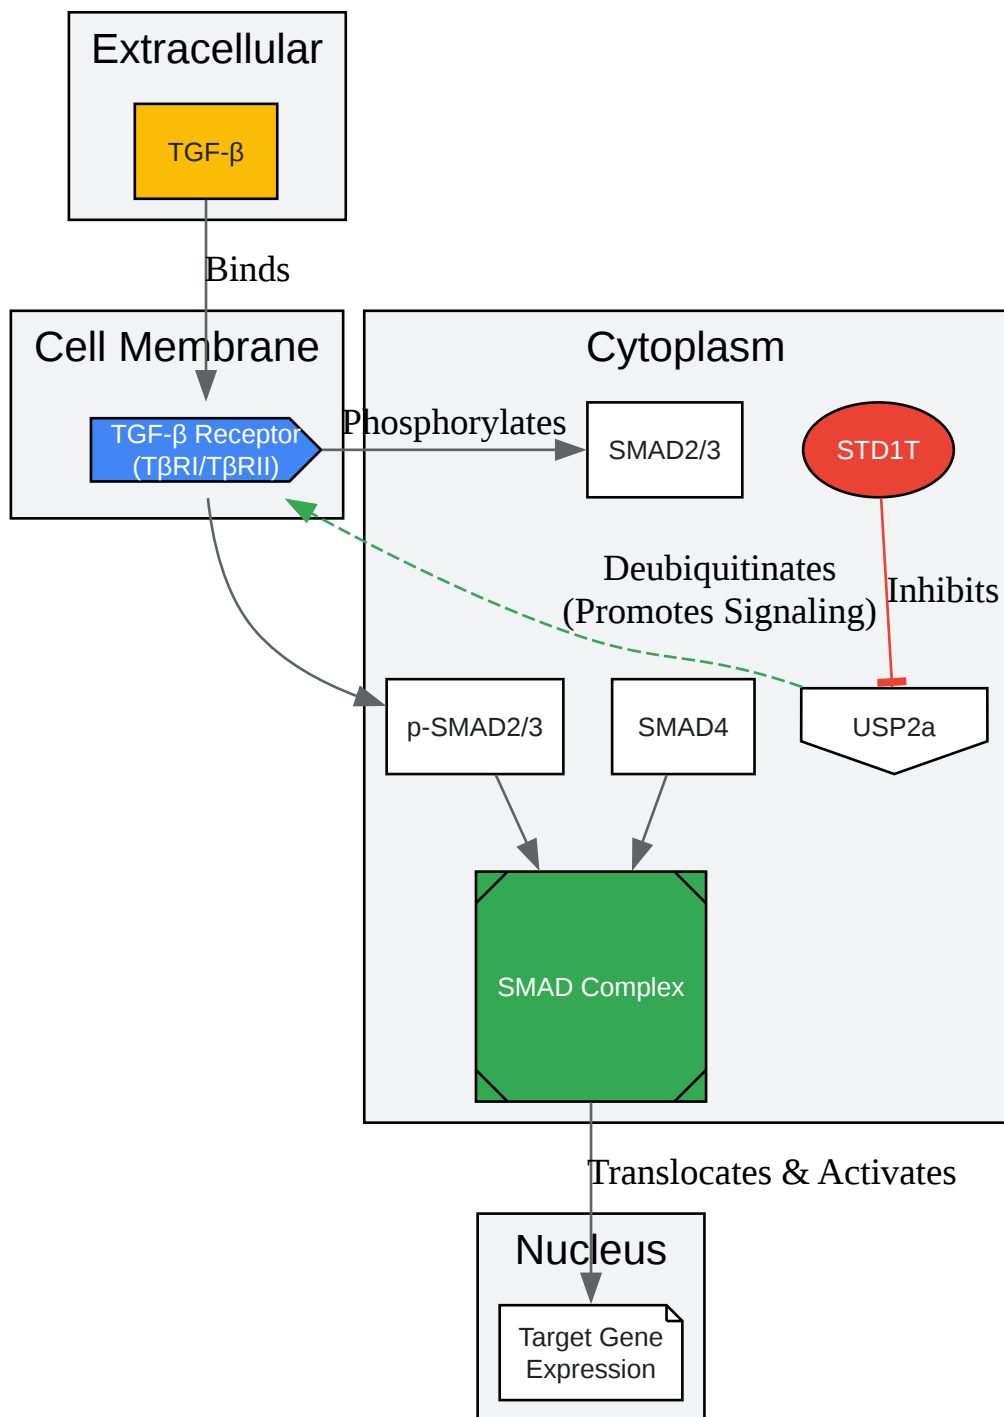 Extracellular
TGF-β
Binds
Cell Membrane
Cytoplasm
TGF-β Receptor
(TβRI/TβRII)
Phosphorylates
SMAD2/3
STD1T
Deubiquitinates
(Promotes Signaling)
Inhibits
p-SMAD2/3
SMAD4
USP2a
SMAD Complex
Translocates & Activates
Nucleus
Target Gene
Expression